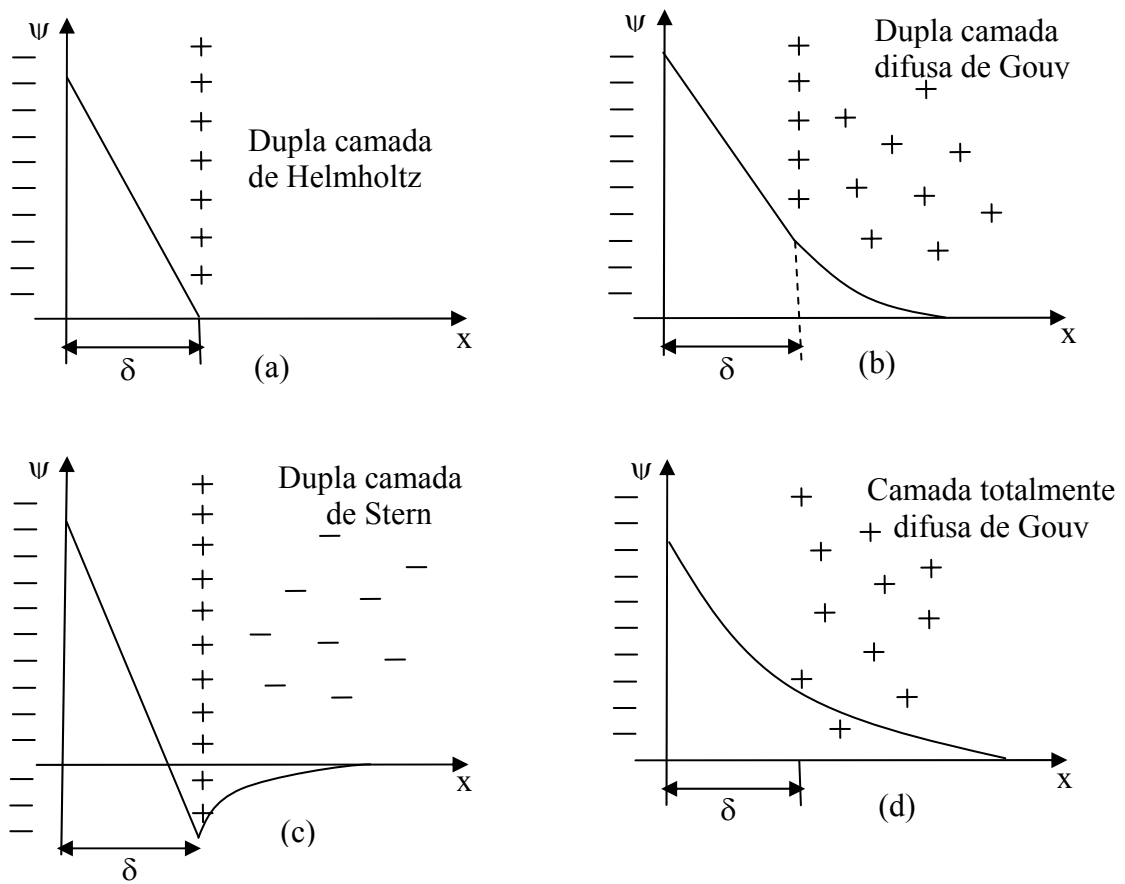 ψ
Dupla camada
de Helmholtz
x
δ
(a)
ψ
Dupla camada
difusa de Gouy
x
δ
(b)
ψ
Dupla camada
de Stern
x
δ
(c)
ψ
Camada totalmente
difusa de Gouy
x
δ
(d)